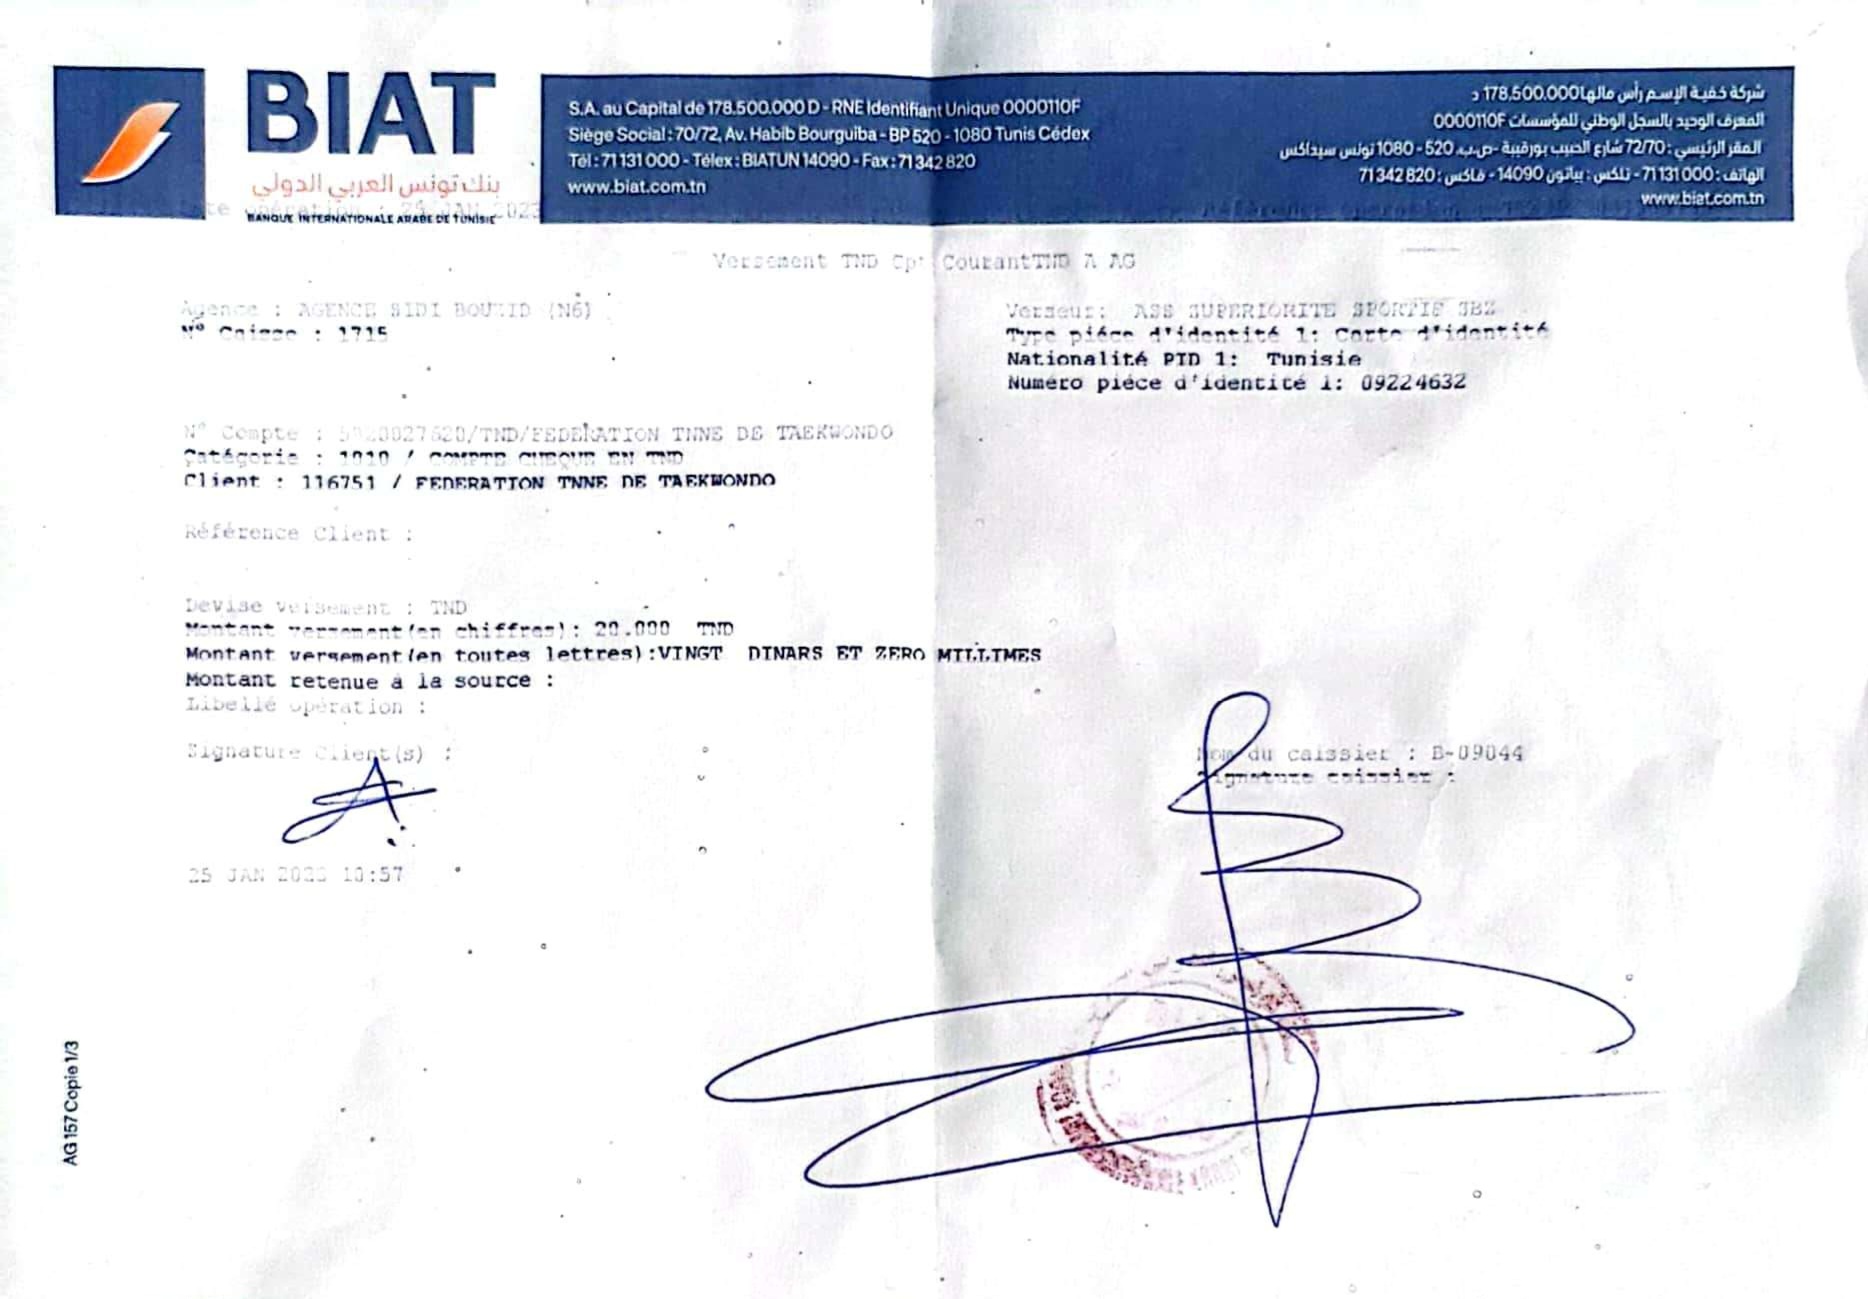 BIAT
بنك تونس العربي الدولي
BANQUE INTERNATIONALE ARABE DE TUNISIE
S.A. au Capital de 178.500.000 D - RNE Identifiant Unique 0000110F
Siège Social : 70/72, Av. Habib Bourguiba - BP 520 - 1080 Tunis Cédex
Tél : 71 131 000 - Télex : BIATUN 14090 - Fax : 71 342 820
www.biat.com.tn
شركة خفية الإسم رأس مالها 178.500.000 د
المعرف الوحيد بالسجل الوطني للمؤسسات 0000110F
المقر الرئيسي : 72/70 شارع الحبيب بورقيبة -ص.ب. 520 - 1080 تونس سيداكس
الهاتف : 71 131 000 - تلكس : بياتون 14090 - فاكس : 71 342 820
www.biat.com.tn
opération : JAN 2023
Versement TND Cpt CourantTND A AG
Agence : AGENCE SIDI BOUZID (N6)
N° Caisse : 1715
Verseur: ASS SUPERIORITE SPORTIF SBZ
Type piéce d'identité 1: Carte d'identité
Nationalité PID 1: Tunisie
Numéro piéce d'identité 1: 09224632
N° Compte : /TND/FEDERATION TNNE DE TAEKWONDO
Catégorie : 1010 / COMPTE CHEQUE EN TND
Client : 116751 / FEDERATION TNNE DE TAEKWONDO
Référence Client :
Devise versement : TND
Montant versement(en chiffres): 20.000 TND
Montant versement(en toutes lettres):VINGT DINARS ET ZERO MILLIMES
Montant retenue à la source :
Libellé opération :
Signature Client(s) :
Nom du caissier : B-09044
Signature caissier :
25 JAN 2023 10:57
AG 157 Copie 1/3